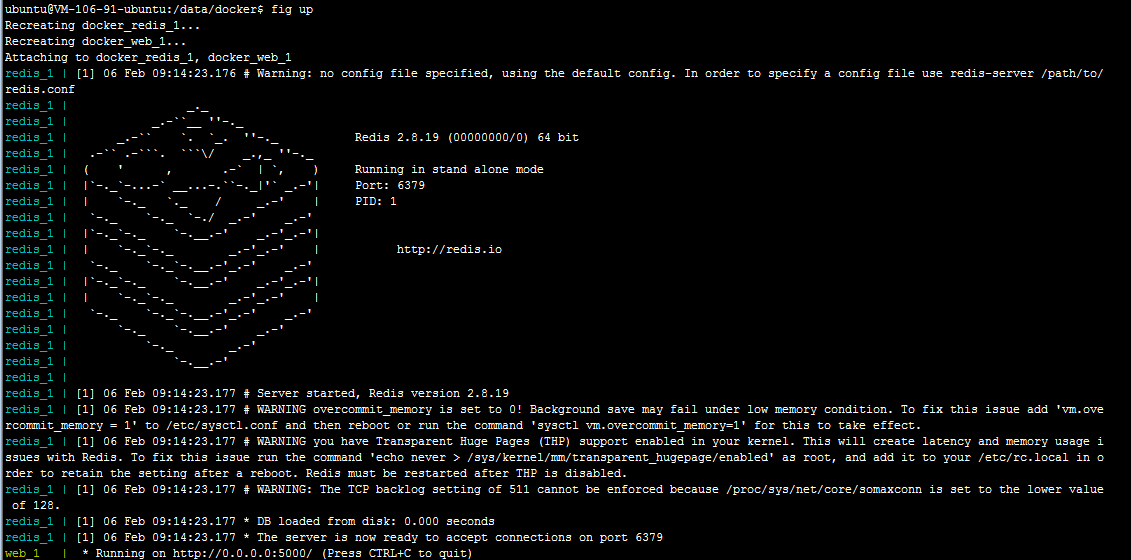 ubuntu@VM-106-91-ubuntu:/data/docker$ fig up
Recreating docker_redis_1...
Recreating docker_web_1...
Attaching to docker_redis_1, docker_web_1
redis_1 | [1] 06 Feb 09:14:23.176 # Warning: no config file specified, using the default config. In order to specify a config file use redis-server /path/to/
redis.conf
redis_1 |                 _._
redis_1 |            _.-``__ ''-._
redis_1 |       _.-``    `.  `_.  ''-._           Redis 2.8.19 (00000000/0) 64 bit
redis_1 |   .-`` .-```.  ```\/    _.,_ ''-._
redis_1 |  (    '      ,       .-`  | `,    )     Running in stand alone mode
redis_1 |  |`-._`-...-` __...-.``-._|'` _.-'|     Port: 6379
redis_1 |  |    `-._   `._    /     _.-'    |     PID: 1
redis_1 |   `-._    `-._  `-./  _.-'    _.-'
redis_1 |  |`-._`-._    `-.__.-'    _.-'_.-'|
redis_1 |  |    `-._`-._        _.-'_.-'    |           http://redis.io
redis_1 |   `-._    `-._`-.__.-'_.-'    _.-'
redis_1 |  |`-._`-._    `-.__.-'    _.-'_.-'|
redis_1 |  |    `-._`-._        _.-'_.-'    |
redis_1 |   `-._    `-._`-.__.-'_.-'    _.-'
redis_1 |       `-._    `-.__.-'    _.-'
redis_1 |           `-._        _.-'
redis_1 |               `-.__.-'
redis_1 |
redis_1 | [1] 06 Feb 09:14:23.177 # Server started, Redis version 2.8.19
redis_1 | [1] 06 Feb 09:14:23.177 # WARNING overcommit_memory is set to 0! Background save may fail under low memory condition. To fix this issue add 'vm.ove
rcommit_memory = 1' to /etc/sysctl.conf and then reboot or run the command 'sysctl vm.overcommit_memory=1' for this to take effect.
redis_1 | [1] 06 Feb 09:14:23.177 # WARNING you have Transparent Huge Pages (THP) support enabled in your kernel. This will create latency and memory usage i
ssues with Redis. To fix this issue run the command 'echo never > /sys/kernel/mm/transparent_hugepage/enabled' as root, and add it to your /etc/rc.local in o
rder to retain the setting after a reboot. Redis must be restarted after THP is disabled.
redis_1 | [1] 06 Feb 09:14:23.177 # WARNING: The TCP backlog setting of 511 cannot be enforced because /proc/sys/net/core/somaxconn is set to the lower value
 of 128.
redis_1 | [1] 06 Feb 09:14:23.177 * DB loaded from disk: 0.000 seconds
redis_1 | [1] 06 Feb 09:14:23.177 * The server is now ready to accept connections on port 6379
web_1   |  * Running on http://0.0.0.0:5000/ (Press CTRL+C to quit)